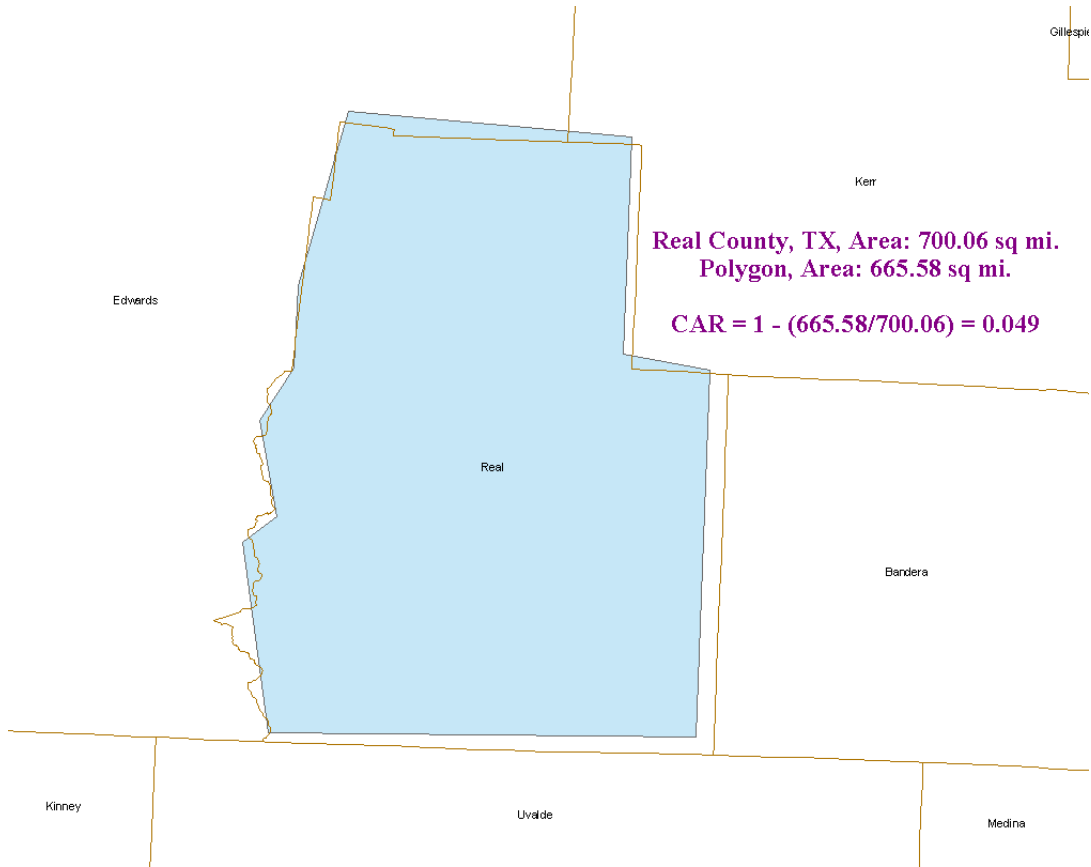 Gillespie
Kerr
Real County, TX, Area: 700.06 sq mi.
Polygon, Area: 665.58 sq mi.
Edwards
CAR = 1 - (665.58/700.06) = 0.049
Real
Bandera
Kinney
Uvalde
Medina